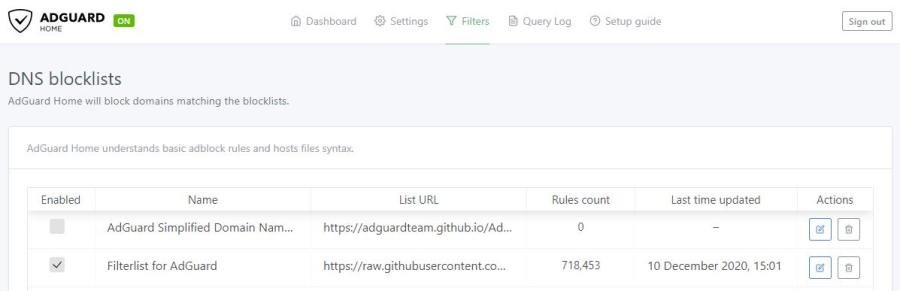 ADGUARD ON
HOME
Dashboard Settings Filters Query Log Setup guide Sign out
DNS blocklists
AdGuard Home will block domains matching the blocklists.
AdGuard Home understands basic adblock rules and hosts files syntax.
Enabled Name List URL Rules count Last time updated Actions
AdGuard Simplified Domain Nam... https://adguardteam.github.io/Ad... 0 –
Filterlist for AdGuard https://raw.githubusercontent.co... 718,453 10 December 2020, 15:01